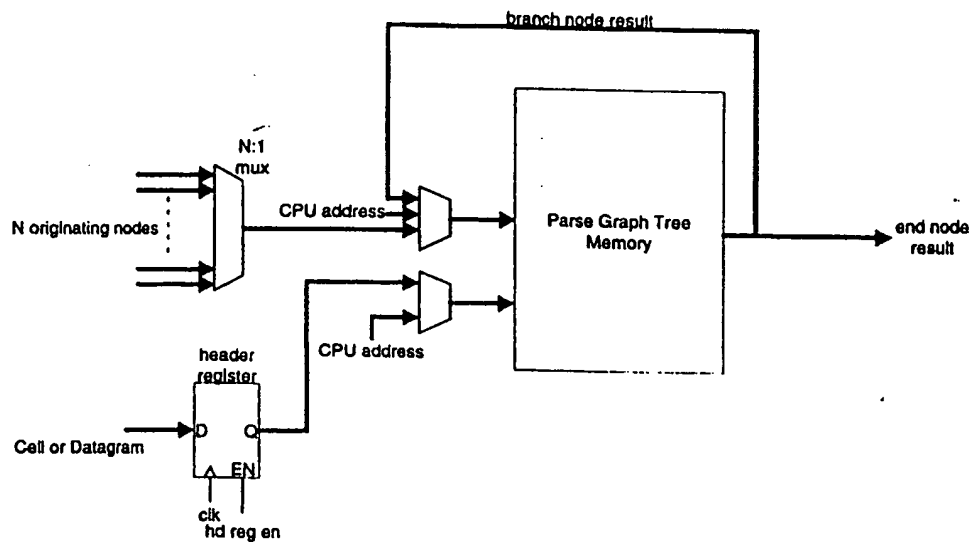 branch node result
N:1
mux
CPU address
N originating nodes
Parse Graph Tree
Memory
end node
result
CPU address
header
register
D
Q
Cell or Datagram
EN
clk
hd reg en